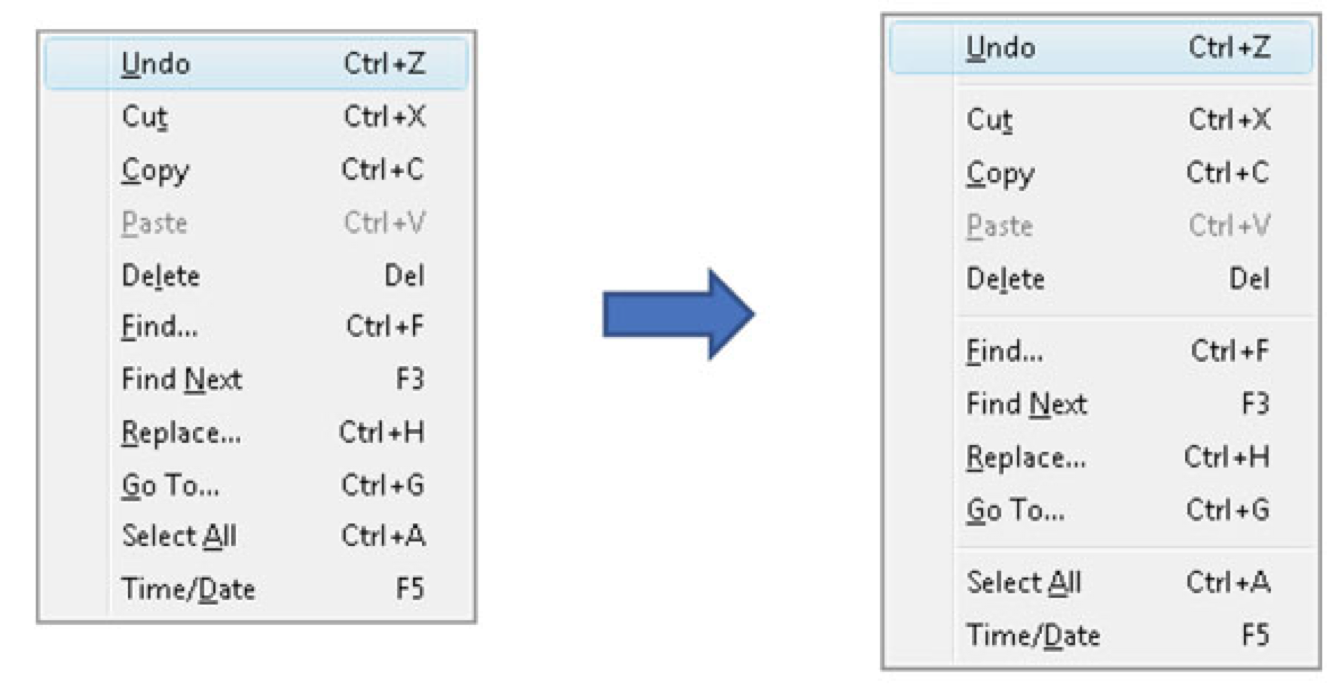 Undo Ctrl+Z
Cut Ctrl+X
Copy Ctrl+C
Paste Ctrl+V
Delete Del
Find... Ctrl+F
Find Next F3
Replace... Ctrl+H
Go To... Ctrl+G
Select All Ctrl+A
Time/Date F5
Undo Ctrl+Z
Cut Ctrl+X
Copy Ctrl+C
Paste Ctrl+V
Delete Del
Find... Ctrl+F
Find Next F3
Replace... Ctrl+H
Go To... Ctrl+G
Select All Ctrl+A
Time/Date F5